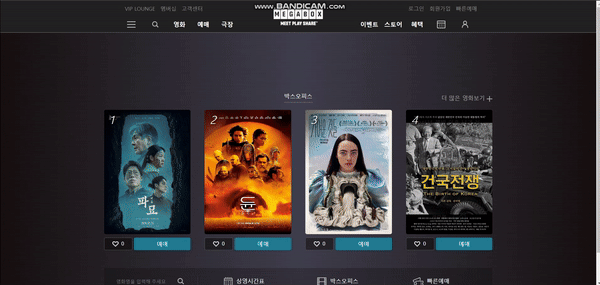 VIP LOUNGE 멤버십 고객센터
WWW.BANDICAM.COM
로그인 회원가입 빠른예매
영화 예매 극장
MEGABOX
MEET PLAY SHARE
이벤트 스토어 혜택
박스오피스
더 많은 영화보기 +
1
파묘
2
듄
3
4
건국전쟁
THE BIRTH OF KOREA
0 예매
0 예매
0 예매
0 예매
영화명을 입력해 주세요
상영시간표
박스오피스
빠른예매